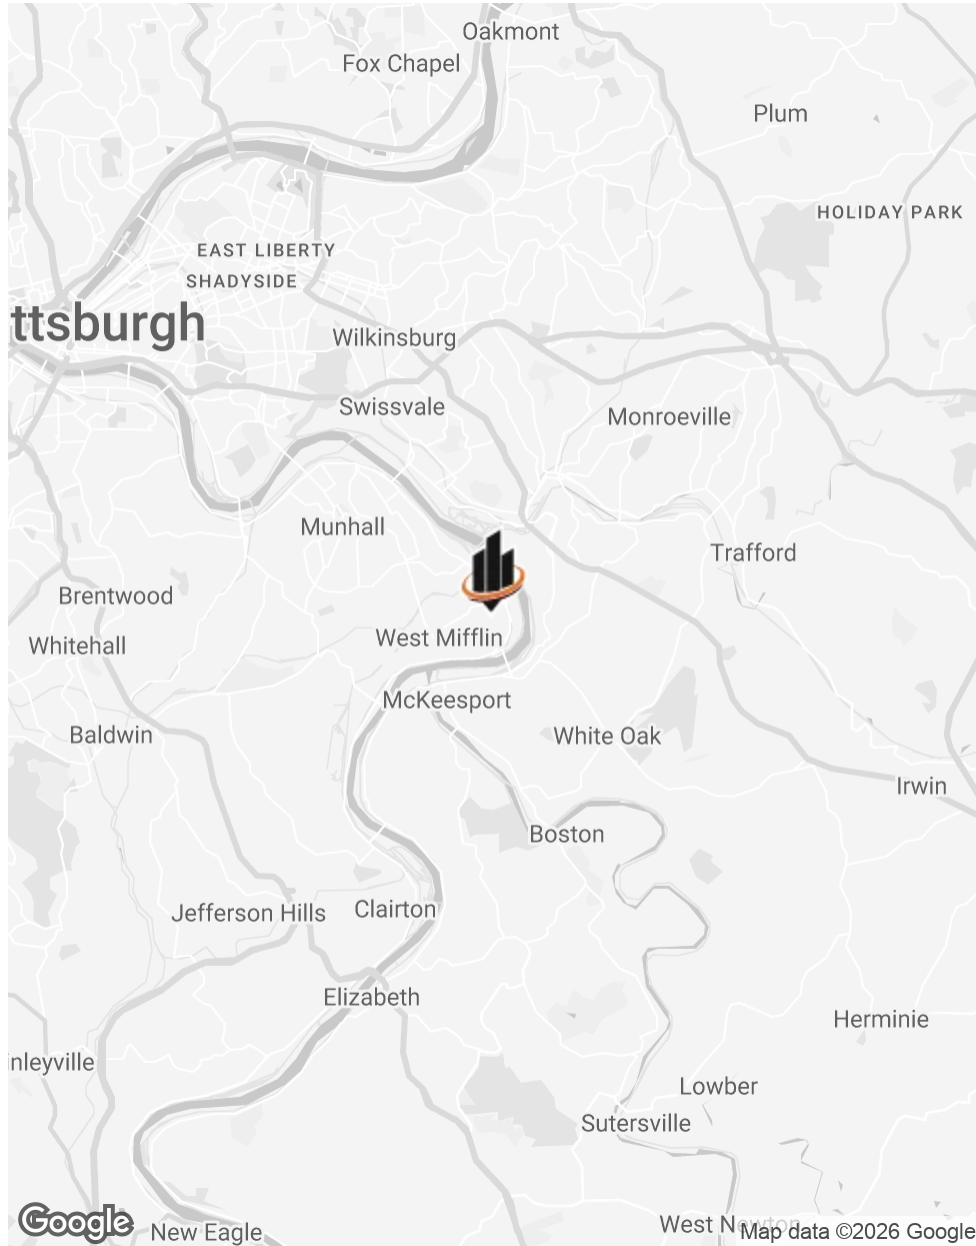 Oakmont
Fox Chapel
Plum
HOLIDAY PARK
EAST LIBERTY
SHADYSIDE
ttsburgh
Wilkinsburg
Swissvale
Monroeville
Munhall
Trafford
Brentwood
West Mifflin
Whitehall
McKeesport
Baldwin
White Oak
Irwin
Boston
Jefferson Hills
Clairton
Elizabeth
Herminie
nleyville
Lowber
Sutersville
Google
New Eagle
West Newton
Map data ©2026 Google